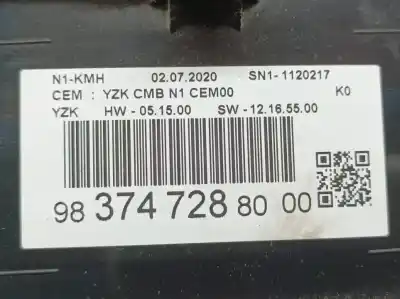 N1-KMH 02.07.2020 SN1- 1120217
CEM : YZK CMB N1 CEM00 K0
YZK HW - 05.15.00 SW - 12.16.55.00
98 374 728 80 00